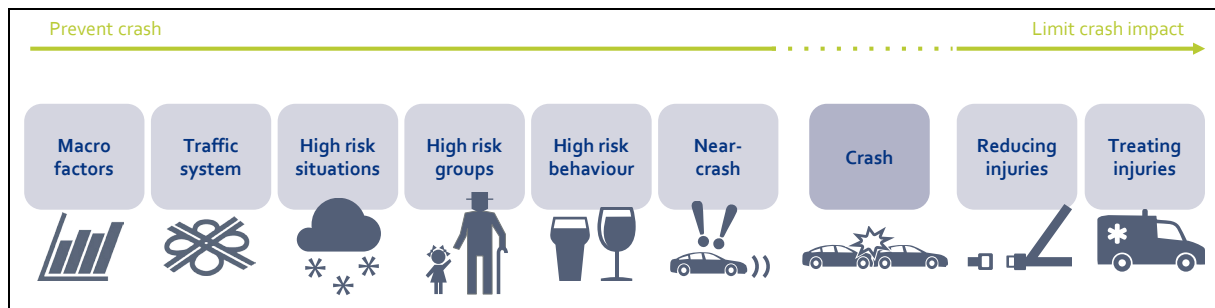 Prevent crash
Limit crash impact
Macro
factors
Traffic
system
High risk
situations
High risk
groups
High risk
behaviour
Near-
crash
Crash
Reducing
injuries
Treating
injuries